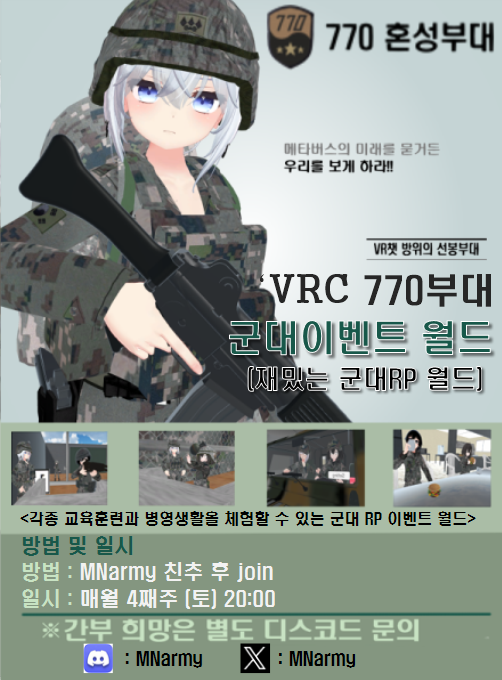 770
770 혼성부대
메타버스의 미래를 묻거든
우리를 보게 하라!!
VR챗 방위의 선봉부대
'VRC 770부대
군대이벤트 월드
(재밌는 군대RP 월드)
<각종 교육훈련과 병영생활을 체험할 수 있는 군대 RP 이벤트 월드>
방법 및 일시
방법 : MNarmy 친추 후 join
일시 : 매월 4째주 (토) 20:00
※간부 희망은 별도 디스코드 문의
: MNarmy
: MNarmy